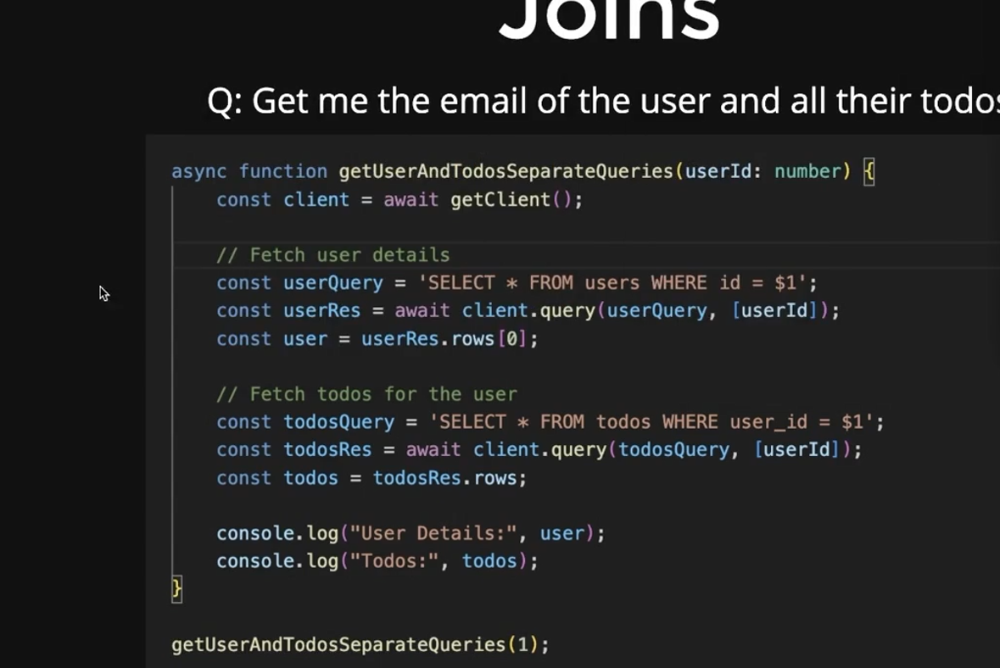 Joins
Q: Get me the email of the user and all their todos
async function getUserAndTodosSeparateQueries(userId: number) {
const client = await getClient();
// Fetch user details
const userQuery = 'SELECT * FROM users WHERE id = $1';
const userRes = await client.query(userQuery, [userId]);
const user = userRes.rows[0];
// Fetch todos for the user
const todosQuery = 'SELECT * FROM todos WHERE user_id = $1';
const todosRes = await client.query(todosQuery, [userId]);
const todos = todosRes.rows;
console.log("User Details:", user);
console.log("Todos:", todos);
}
getUserAndTodosSeparateQueries(1);